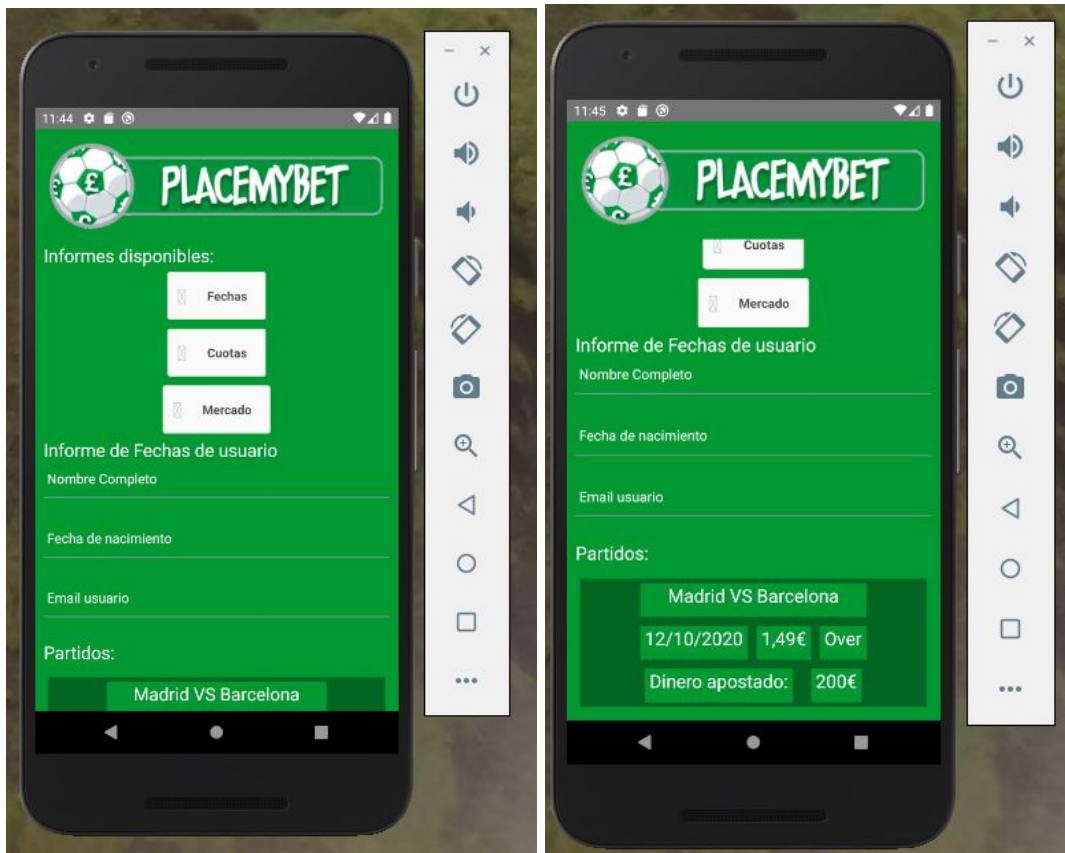 11:44
£
PLACEMYBET
Informes disponibles:
Fechas
Cuotas
Mercado
Informe de Fechas de usuario
Nombre Completo
Fecha de nacimiento
Email usuario
Partidos:
Madrid VS Barcelona
11:45
£
PLACEMYBET
Cuotas
Mercado
Informe de Fechas de usuario
Nombre Completo
Fecha de nacimiento
Email usuario
Partidos:
Madrid VS Barcelona
12/10/2020 1,49€ Over
Dinero apostado: 200€